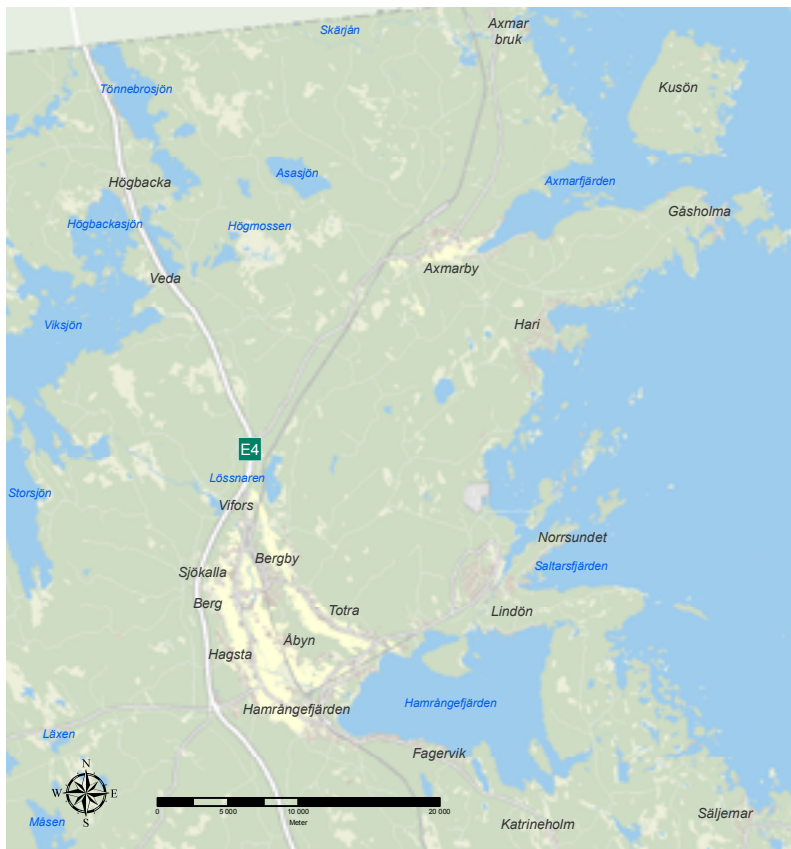 Skärjån
Axmar
bruk
Tönnebrosjön
Kusön
Asasjön
Högbacka
Axmarfjärden
Högbackasjön
Högmossen
Gåsholma
Axmarby
Veda
Viksjön
Hari
E4
Lössnaren
Storsjön
Vifors
Norrsundet
Bergby
Saltarsfjärden
Sjökalla
Berg
Totra
Lindön
Åbyn
Hagsta
Hamrångefjärden
Hamrångefjärden
Läxen
Fagervik
N
W E
S
0 5 000 10 000 20 000
Meter
Måsen
Katrineholm
Säljemar